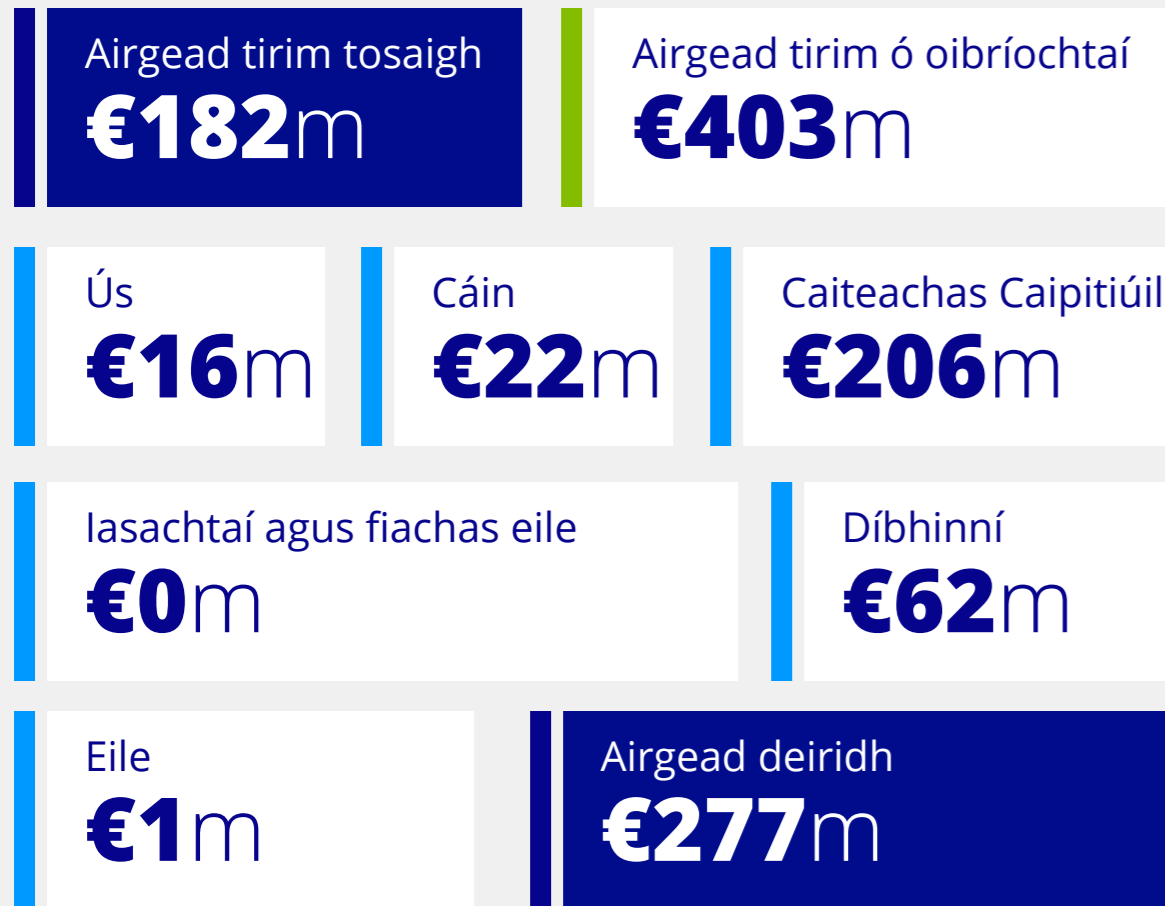 Airgead tirim tosaigh
€182m
Airgead tirim ó oibríochtaí
€403m
Ús
€16m
Cáin
€22m
Caiteachas Caipitiúil
€206m
Iasachtaí agus fiachas eile
€0m
Díbhinní
€62m
Eile
€1m
Airgead deiridh
€277m